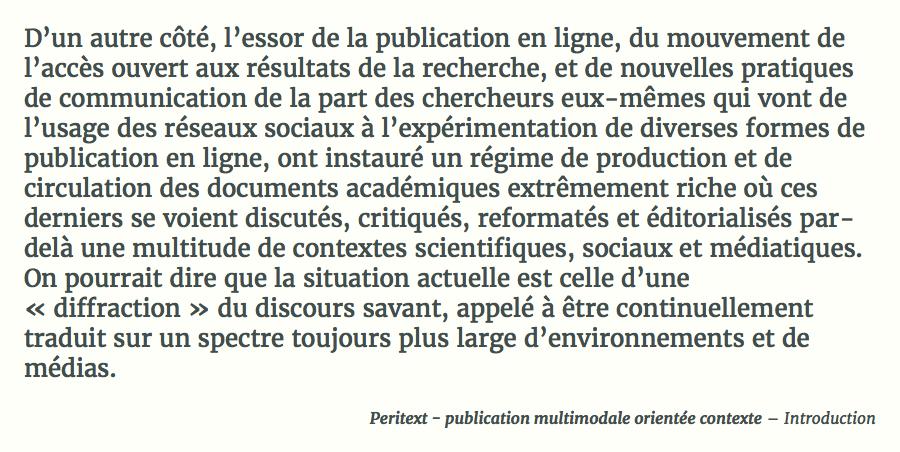 D’un autre côté, l’essor de la publication en ligne, du mouvement de
l’accès ouvert aux résultats de la recherche, et de nouvelles pratiques
de communication de la part des chercheurs eux-mêmes qui vont de
l’usage des réseaux sociaux à l’expérimentation de diverses formes de
publication en ligne, ont instauré un régime de production et de
circulation des documents académiques extrêmement riche où ces
derniers se voient discutés, critiqués, reformatés et éditorialisés par-
delà une multitude de contextes scientifiques, sociaux et médiatiques.
On pourrait dire que la situation actuelle est celle d’une
« diffraction » du discours savant, appelé à être continuellement
traduit sur un spectre toujours plus large d’environnements et de
médias.
Peritext - publication multimodale orientée contexte – Introduction